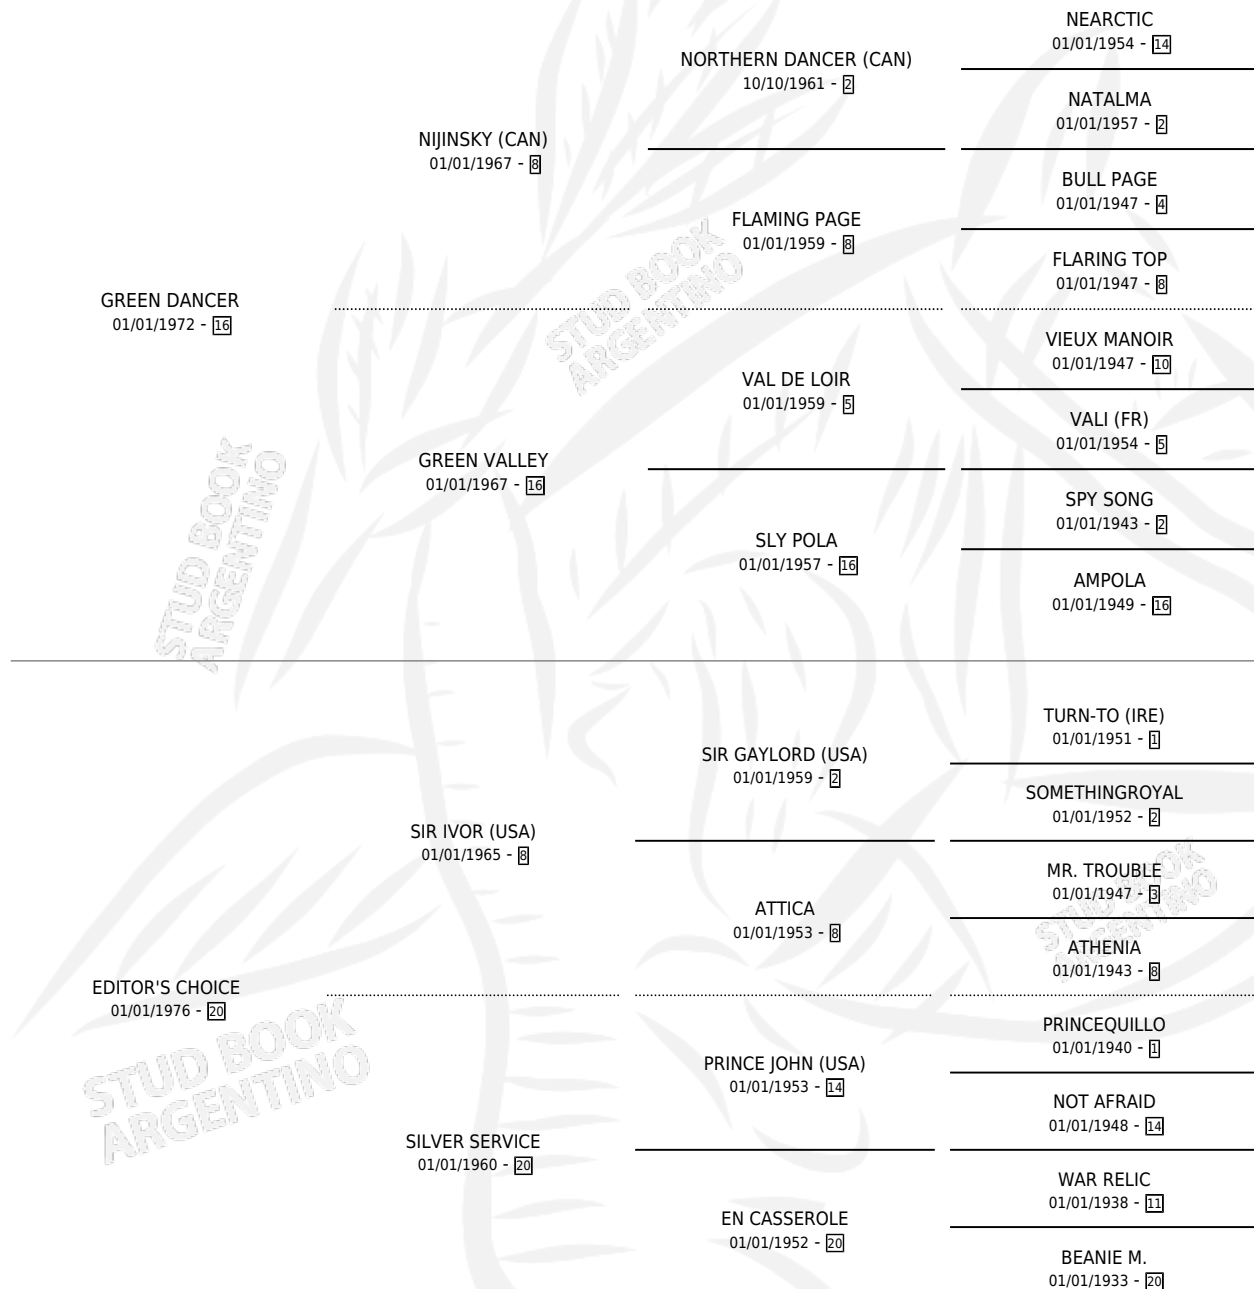 NEARCTIC
01/01/1954 - 14
NORTHERN DANCER (CAN)
10/10/1961 - 2
NATALMA
01/01/1957 - 2
NIJINSKY (CAN)
01/01/1967 - 8
BULL PAGE
01/01/1947 - 4
FLAMING PAGE
01/01/1959 - 8
FLARING TOP
01/01/1947 - 8
GREEN DANCER
01/01/1972 - 16
VIEUX MANOIR
01/01/1947 - 10
VAL DE LOIR
01/01/1959 - 5
VALI (FR)
01/01/1954 - 5
GREEN VALLEY
01/01/1967 - 16
SPY SONG
01/01/1943 - 2
SLY POLA
01/01/1957 - 16
AMPOLA
01/01/1949 - 16
TURN-TO (IRE)
01/01/1951 - 1
SIR GAYLORD (USA)
01/01/1959 - 2
SOMETHINGROYAL
01/01/1952 - 2
SIR IVOR (USA)
01/01/1965 - 8
MR. TROUBLE
01/01/1947 - 3
ATTICA
01/01/1953 - 8
ATHENIA
01/01/1943 - 8
EDITOR'S CHOICE
01/01/1976 - 20
PRINCEQUILLO
01/01/1940 - 1
PRINCE JOHN (USA)
01/01/1953 - 14
NOT AFRAID
01/01/1948 - 14
SILVER SERVICE
01/01/1960 - 20
WAR RELIC
01/01/1938 - 11
EN CASSEROLE
01/01/1952 - 20
BEANIE M.
01/01/1933 - 20
STUD BOOK
ARGENTINO
STUD BOOK
ARGENTINO
STUD BOOK
ARGENTINO
STUD BOOK
ARGENTINO